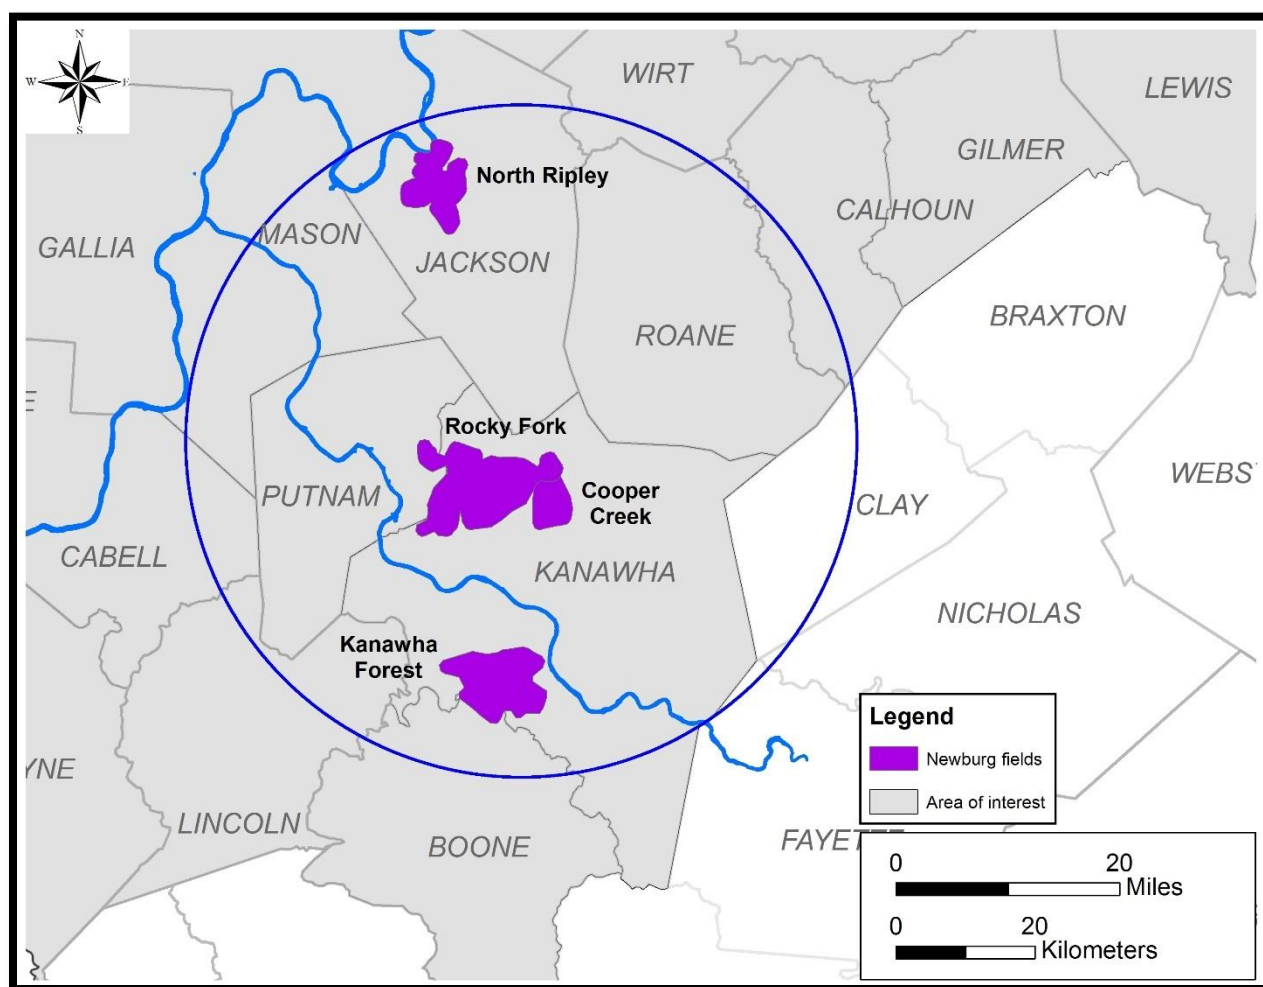 N
W
E
S
WIRT
LEWIS
GILMER
North Ripley
CALHOUN
MASON
GALLIA
JACKSON
BRAXTON
ROANE
E
Rocky Fork
WEBS
PUTNAM
Cooper
Creek
CLAY
CABELL
KANAWHA
NICHOLAS
Kanawha
Forest
Legend
Newburg fields
YNE
Area of interest
LINCOLN
BOONE
FAYETTE
0 20
Miles
0 20
Kilometers